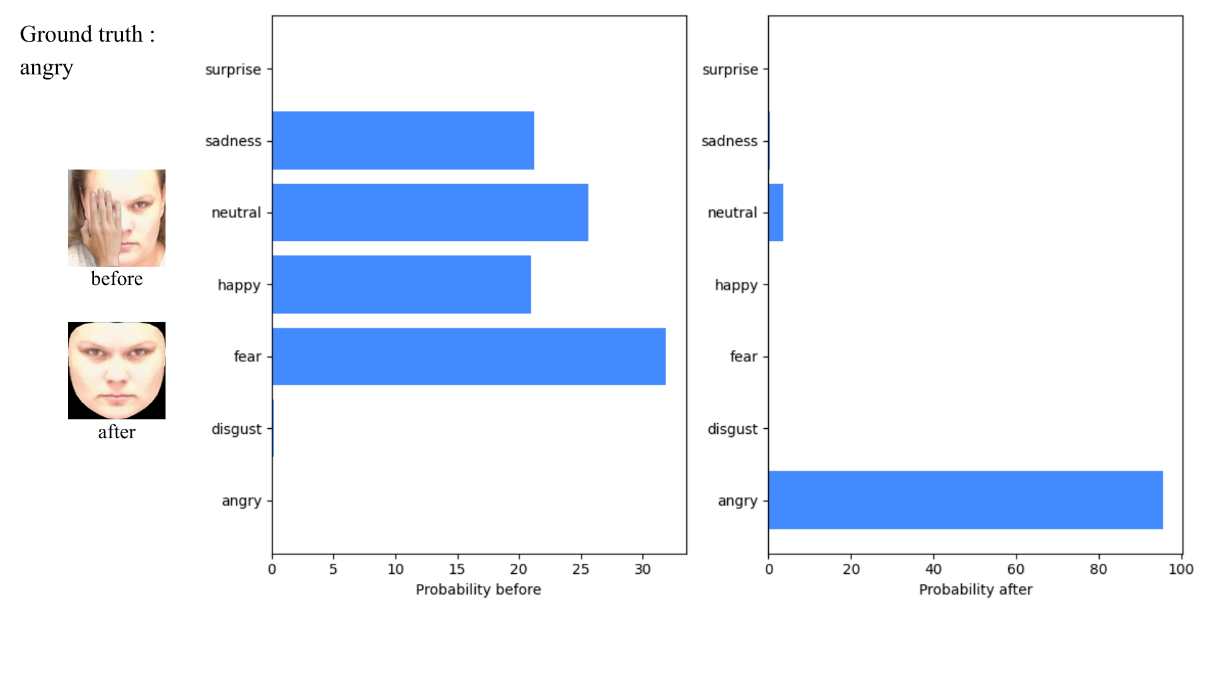 Ground truth :
angry
before
after
surprise
sadness
neutral
happy
fear
disgust
angry
0 5 10 15 20 25 30
Probability before
surprise
sadness
neutral
happy
fear
disgust
angry
0 20 40 60 80 100
Probability after